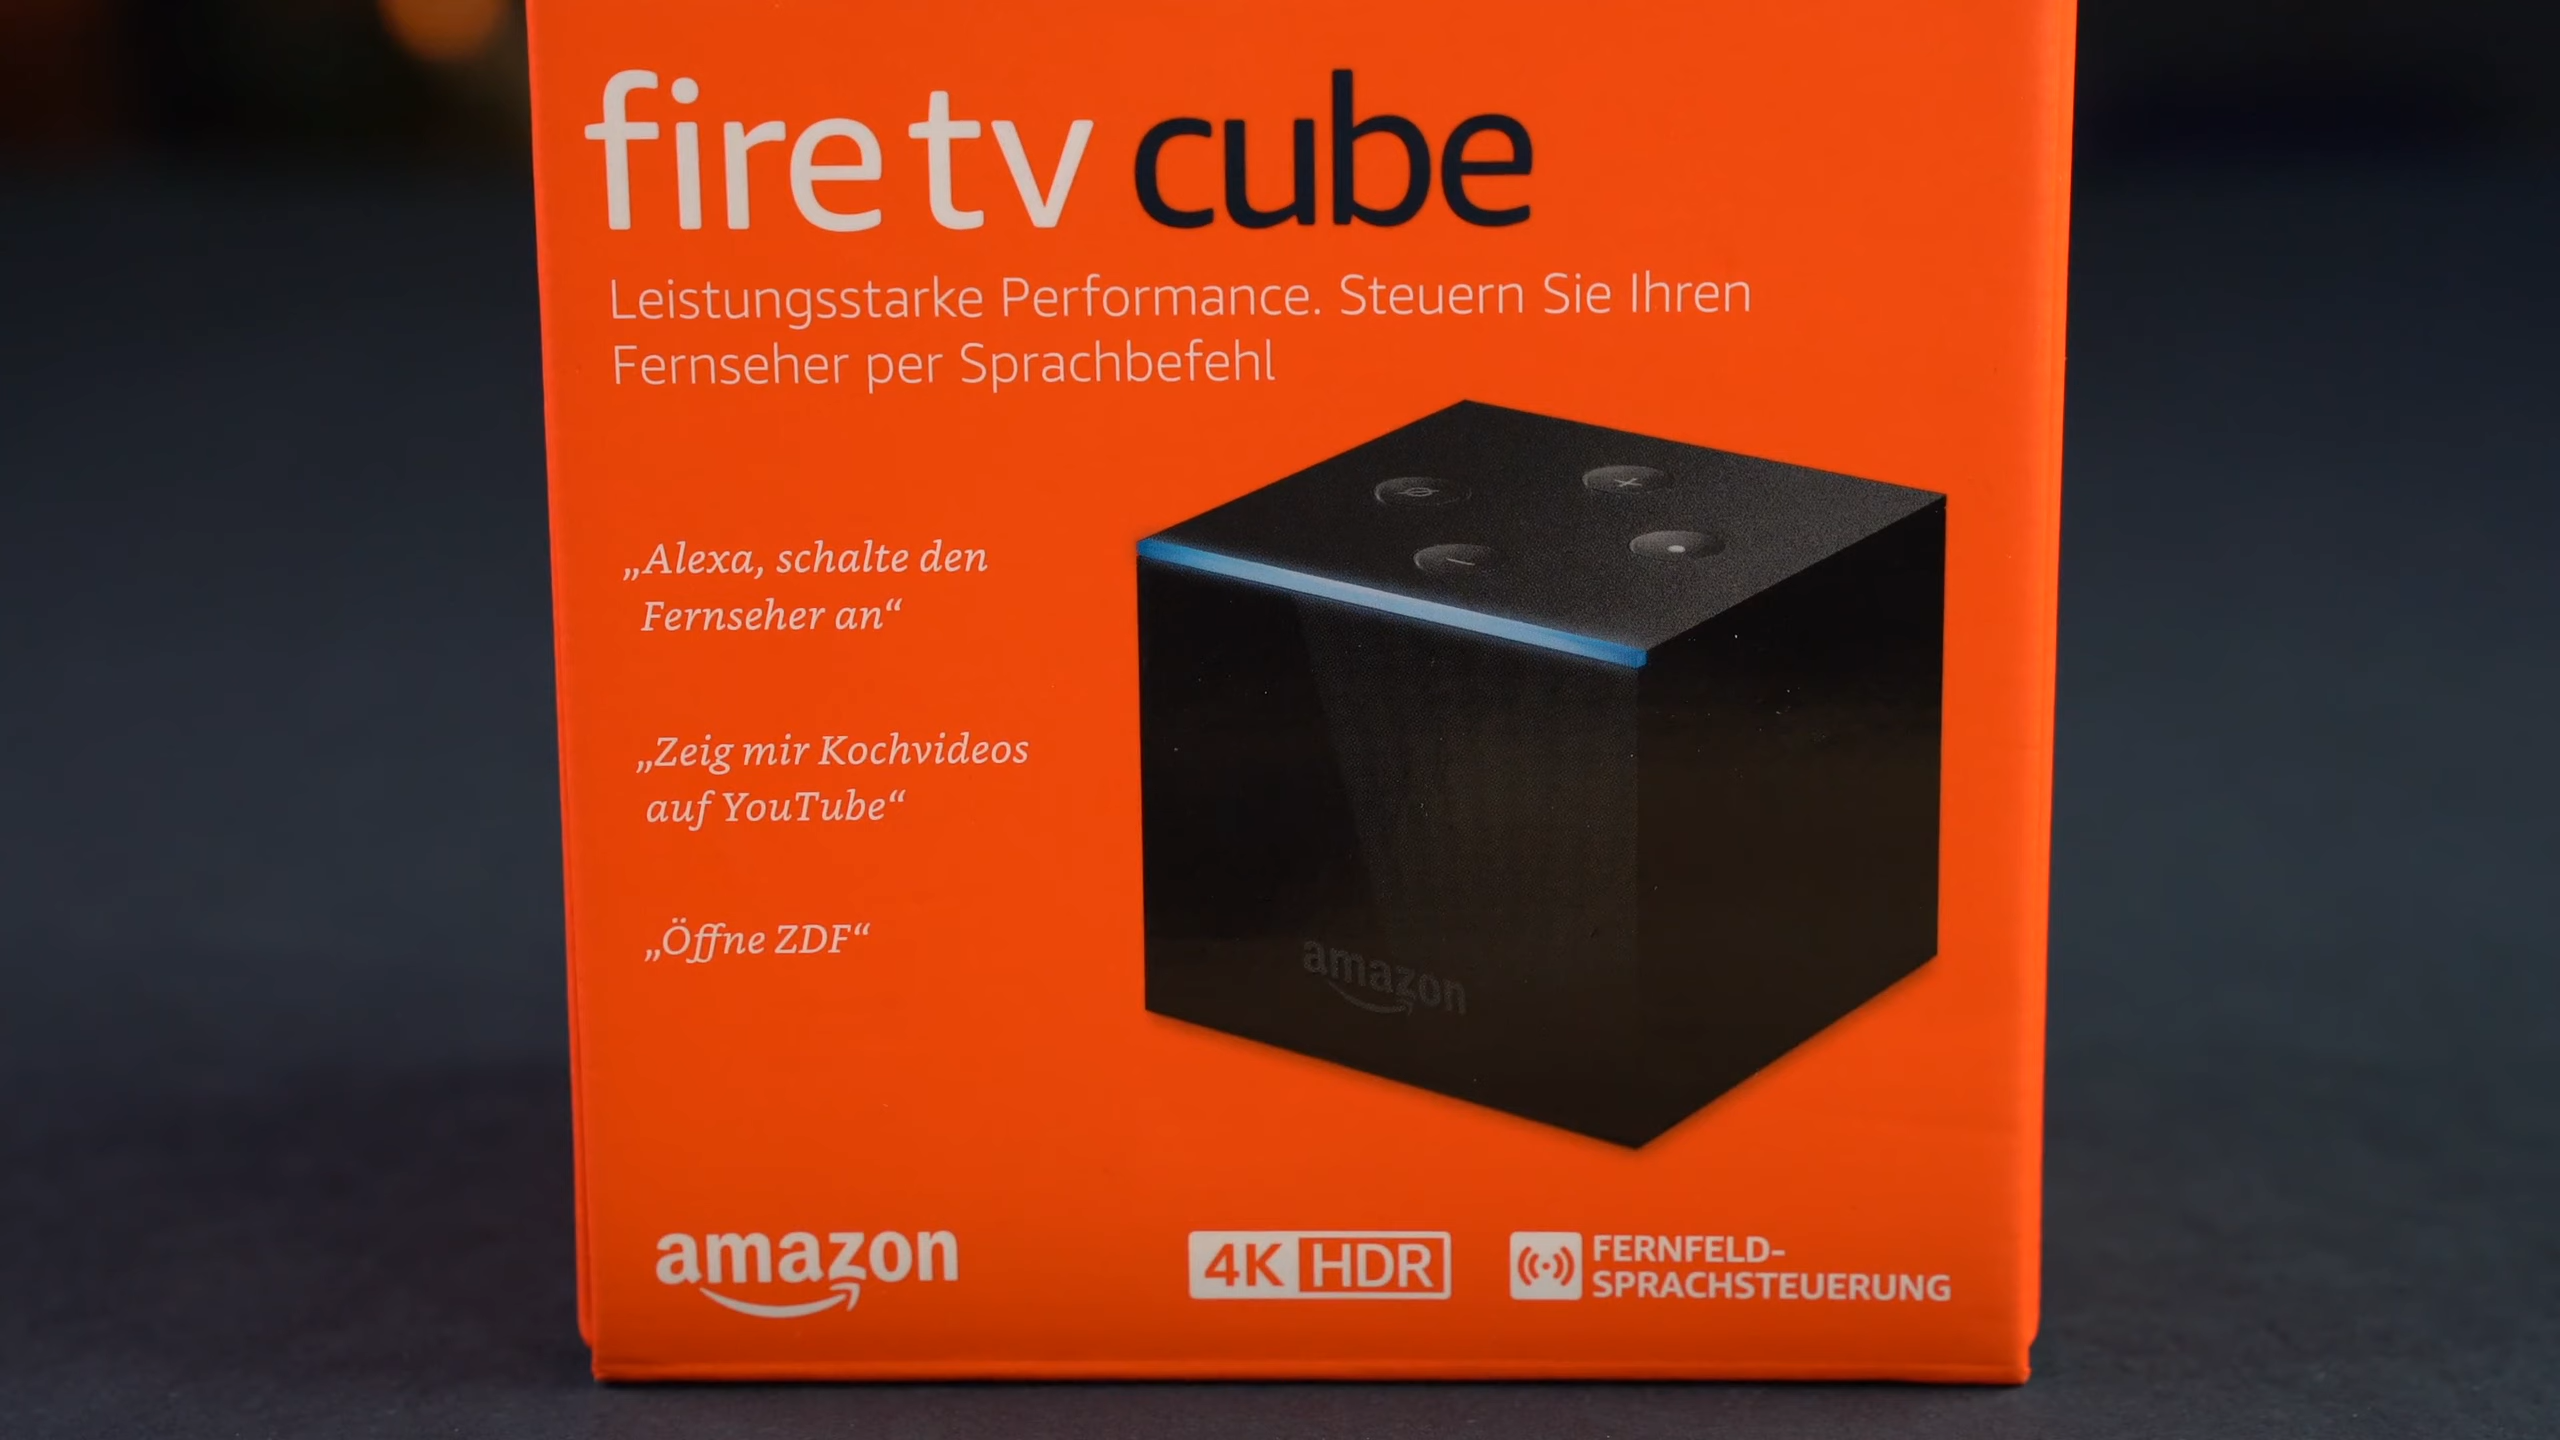 fire tv cube
Leistungsstarke Performance. Steuern Sie Ihren
Fernseher per Sprachbefehl
„Alexa, schalte den
Fernseher an“
„Zeig mir Kochvideos
auf YouTube“
„Öffne ZDF“
amazon
amazon
4K HDR
FERNFELD-
SPRACHSTEUERUNG